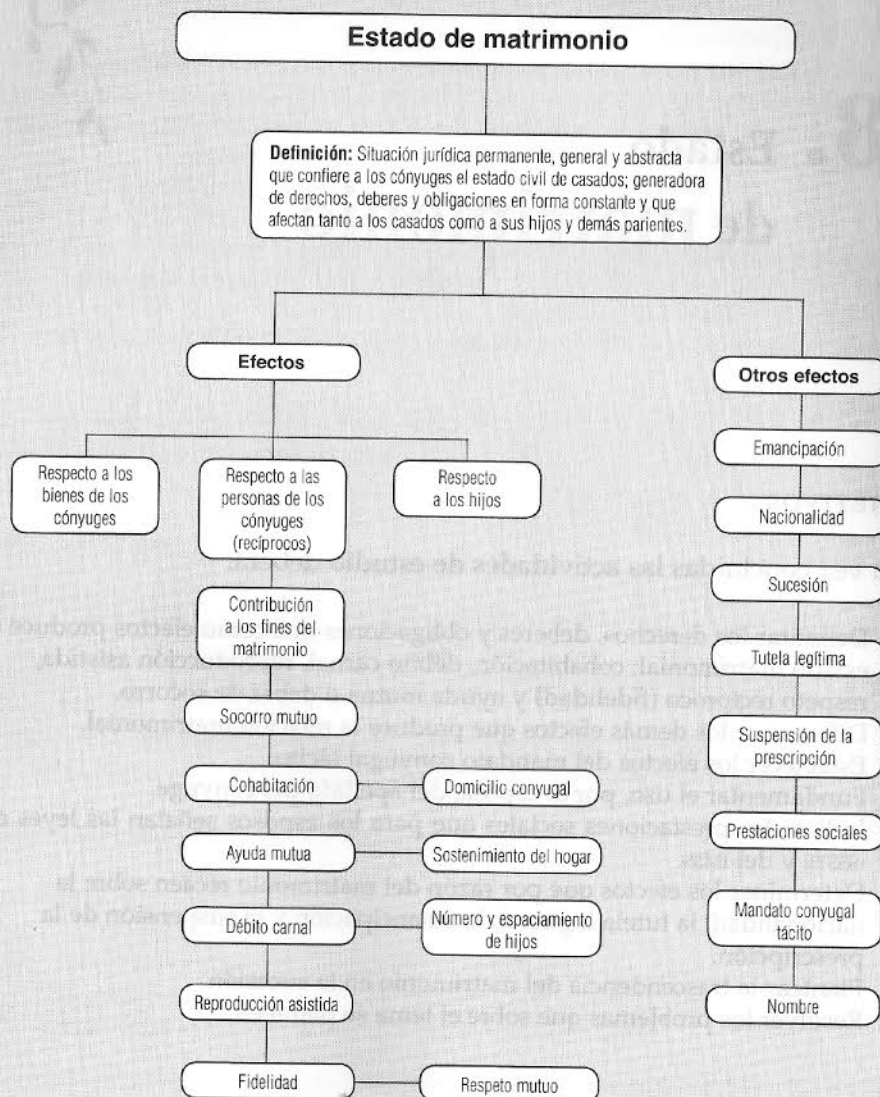 Estado de matrimonio
Definición: Situación jurídica permanente, general y abstracta
que confiere a los cónyuges el estado civil de casados; generadora
de derechos, deberes y obligaciones en forma constante y que
afectan tanto a los casados como a sus hijos y demás parientes.
Efectos
Otros efectos
Respecto a los
bienes de los
cónyuges
Respecto a las
personas de los
cónyuges
(recíprocos)
Respecto
a los hijos
Contribución
a los fines del
matrimonio
Socorro mutuo
Cohabitación
Domicilio conyugal
Ayuda mutua
Sostenimiento del hogar
Débito carnal
Número y espaciamiento
de hijos
Reproducción asistida
Fidelidad
Respeto mutuo
Emancipación
Nacionalidad
Sucesión
Tutela legítima
Suspensión de la
prescripción
Prestaciones sociales
Mandato conyugal
tácito
Nombre